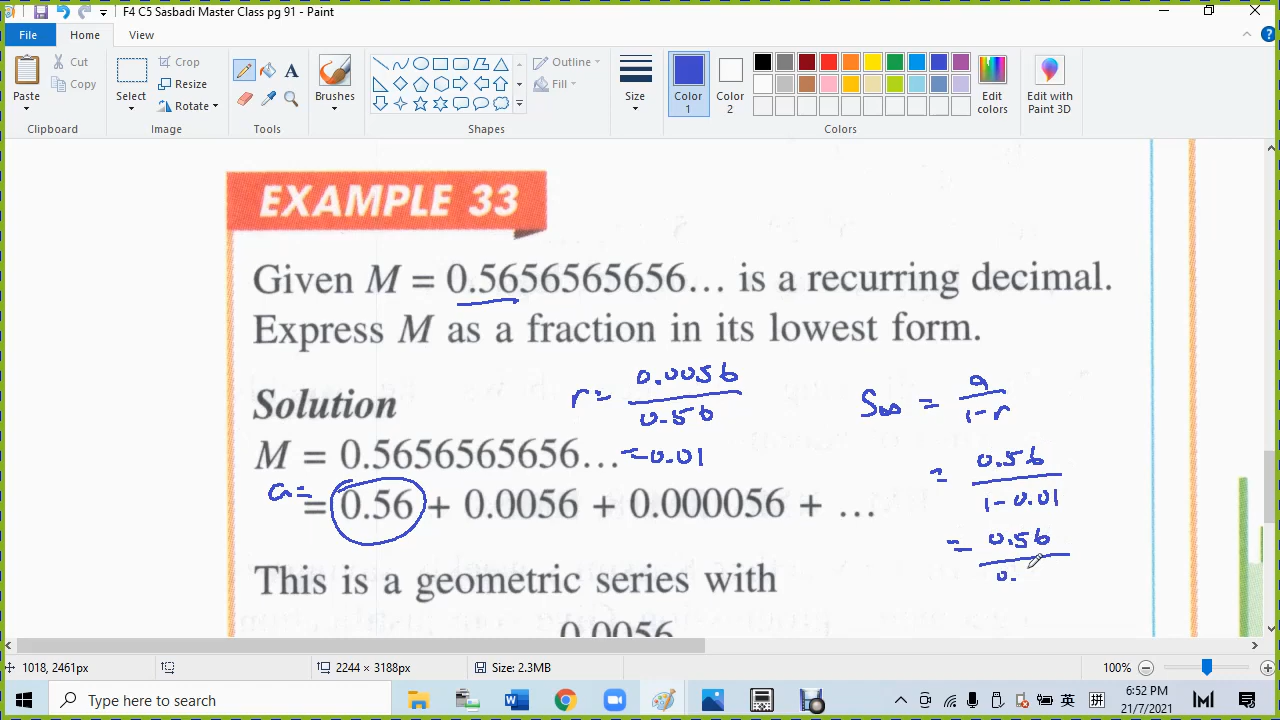 F4 C5 Sasbadi Master Class pg 91 - Paint
File Home View
Paste Cut Copy Select Crop Resize Rotate Brushes Outline Fill Size Color 1 Color 2 Edit colors Edit with Paint 3D
Clipboard Image Tools Shapes Colors
EXAMPLE 33
Given M = 0.5656565656... is a recurring decimal.
Express M as a fraction in its lowest form.
r = 0.0056 / 0.56
= 0.01
S∞ = a / 1 - r
= 0.56 / 1 - 0.01
= 0.56 / 0.
Solution
M = 0.5656565656...
a =
= 0.56 + 0.0056 + 0.000056 + ...
This is a geometric series with
0.0056
1018, 2461px 2244 × 3188px Size: 2.3MB 100%
Type here to search
英 拼 6:52 PM
21/7/2021